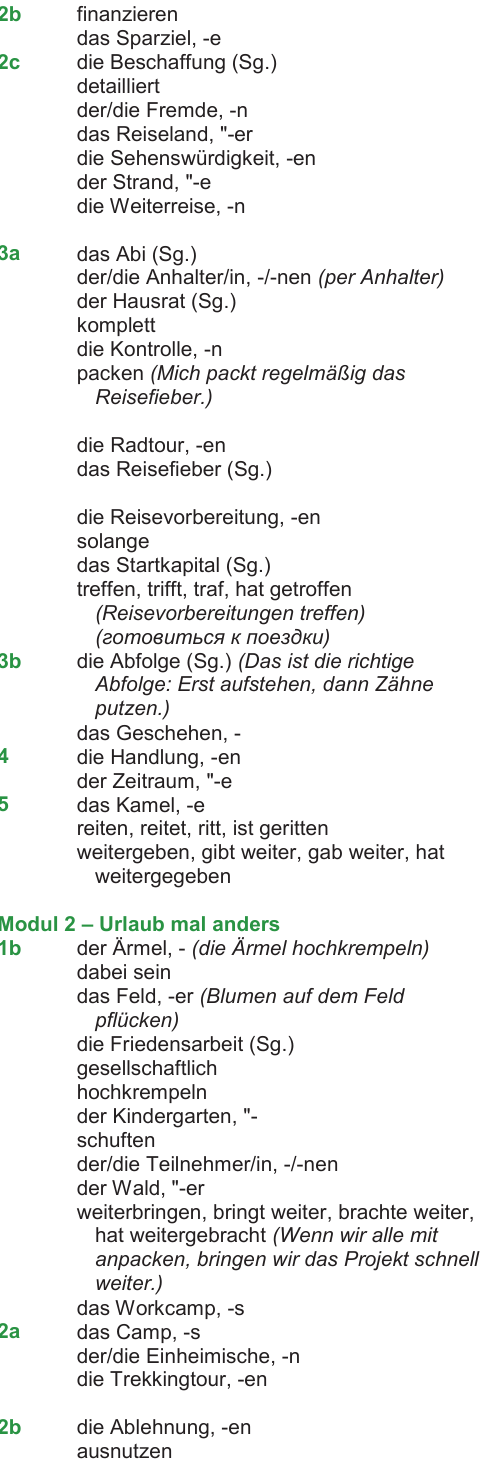 2b finanzieren
das Sparziel, -e
2c die Beschaffung (Sg.)
detailliert
der/die Fremde, -n
das Reiseland, "-er
die Sehenswürdigkeit, -en
der Strand, "-e
die Weiterreise, -n
3a das Abi (Sg.)
der/die Anhalter/in, -/-nen (per Anhalter)
der Hausrat (Sg.)
komplett
die Kontrolle, -n
packen (Mich packt regelmäßig das
Reisefieber.)
die Radtour, -en
das Reisefieber (Sg.)
die Reisevorbereitung, -en
solange
das Startkapital (Sg.)
treffen, trifft, traf, hat getroffen
(Reisevorbereitungen treffen)
(готовиться к поездки)
3b die Abfolge (Sg.) (Das ist die richtige
Abfolge: Erst aufstehen, dann Zähne
putzen.)
das Geschehen, -
4 die Handlung, -en
der Zeitraum, "-e
5 das Kamel, -e
reiten, reitet, ritt, ist geritten
weitergeben, gibt weiter, gab weiter, hat
weitergegeben
Modul 2 – Urlaub mal anders
1b der Ärmel, - (die Ärmel hochkrempeln)
dabei sein
das Feld, -er (Blumen auf dem Feld
pflücken)
die Friedensarbeit (Sg.)
gesellschaftlich
hochkrempeln
der Kindergarten, "-
schuften
der/die Teilnehmer/in, -/-nen
der Wald, "-er
weiterbringen, bringt weiter, brachte weiter,
hat weitergebracht (Wenn wir alle mit
anpacken, bringen wir das Projekt schnell
weiter.)
das Workcamp, -s
2a das Camp, -s
der/die Einheimische, -n
die Trekkingtour, -en
2b die Ablehnung, -en
ausnutzen